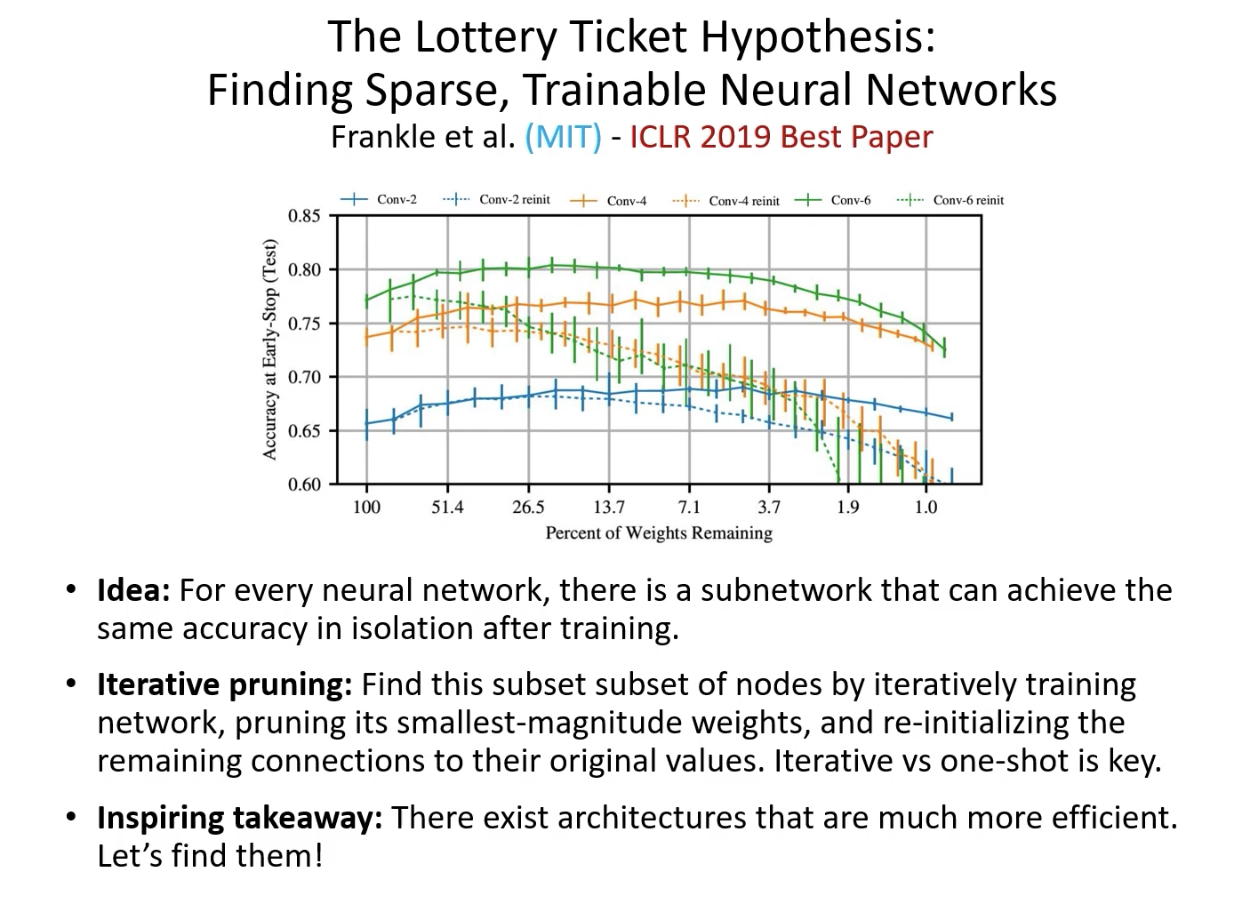 The Lottery Ticket Hypothesis:
Finding Sparse, Trainable Neural Networks
Frankle et al. (MIT) - ICLR 2019 Best Paper
Conv-2 Conv-2 reinit Conv-4 Conv-4 reinit Conv-6 Conv-6 reinit
Accuracy at Early-Stop (Test)
0.85
0.80
0.75
0.70
0.65
0.60
100 51.4 26.5 13.7 7.1 3.7 1.9 1.0
Percent of Weights Remaining
• Idea: For every neural network, there is a subnetwork that can achieve the
same accuracy in isolation after training.
• Iterative pruning: Find this subset subset of nodes by iteratively training
network, pruning its smallest-magnitude weights, and re-initializing the
remaining connections to their original values. Iterative vs one-shot is key.
• Inspiring takeaway: There exist architectures that are much more efficient.
Let’s find them!